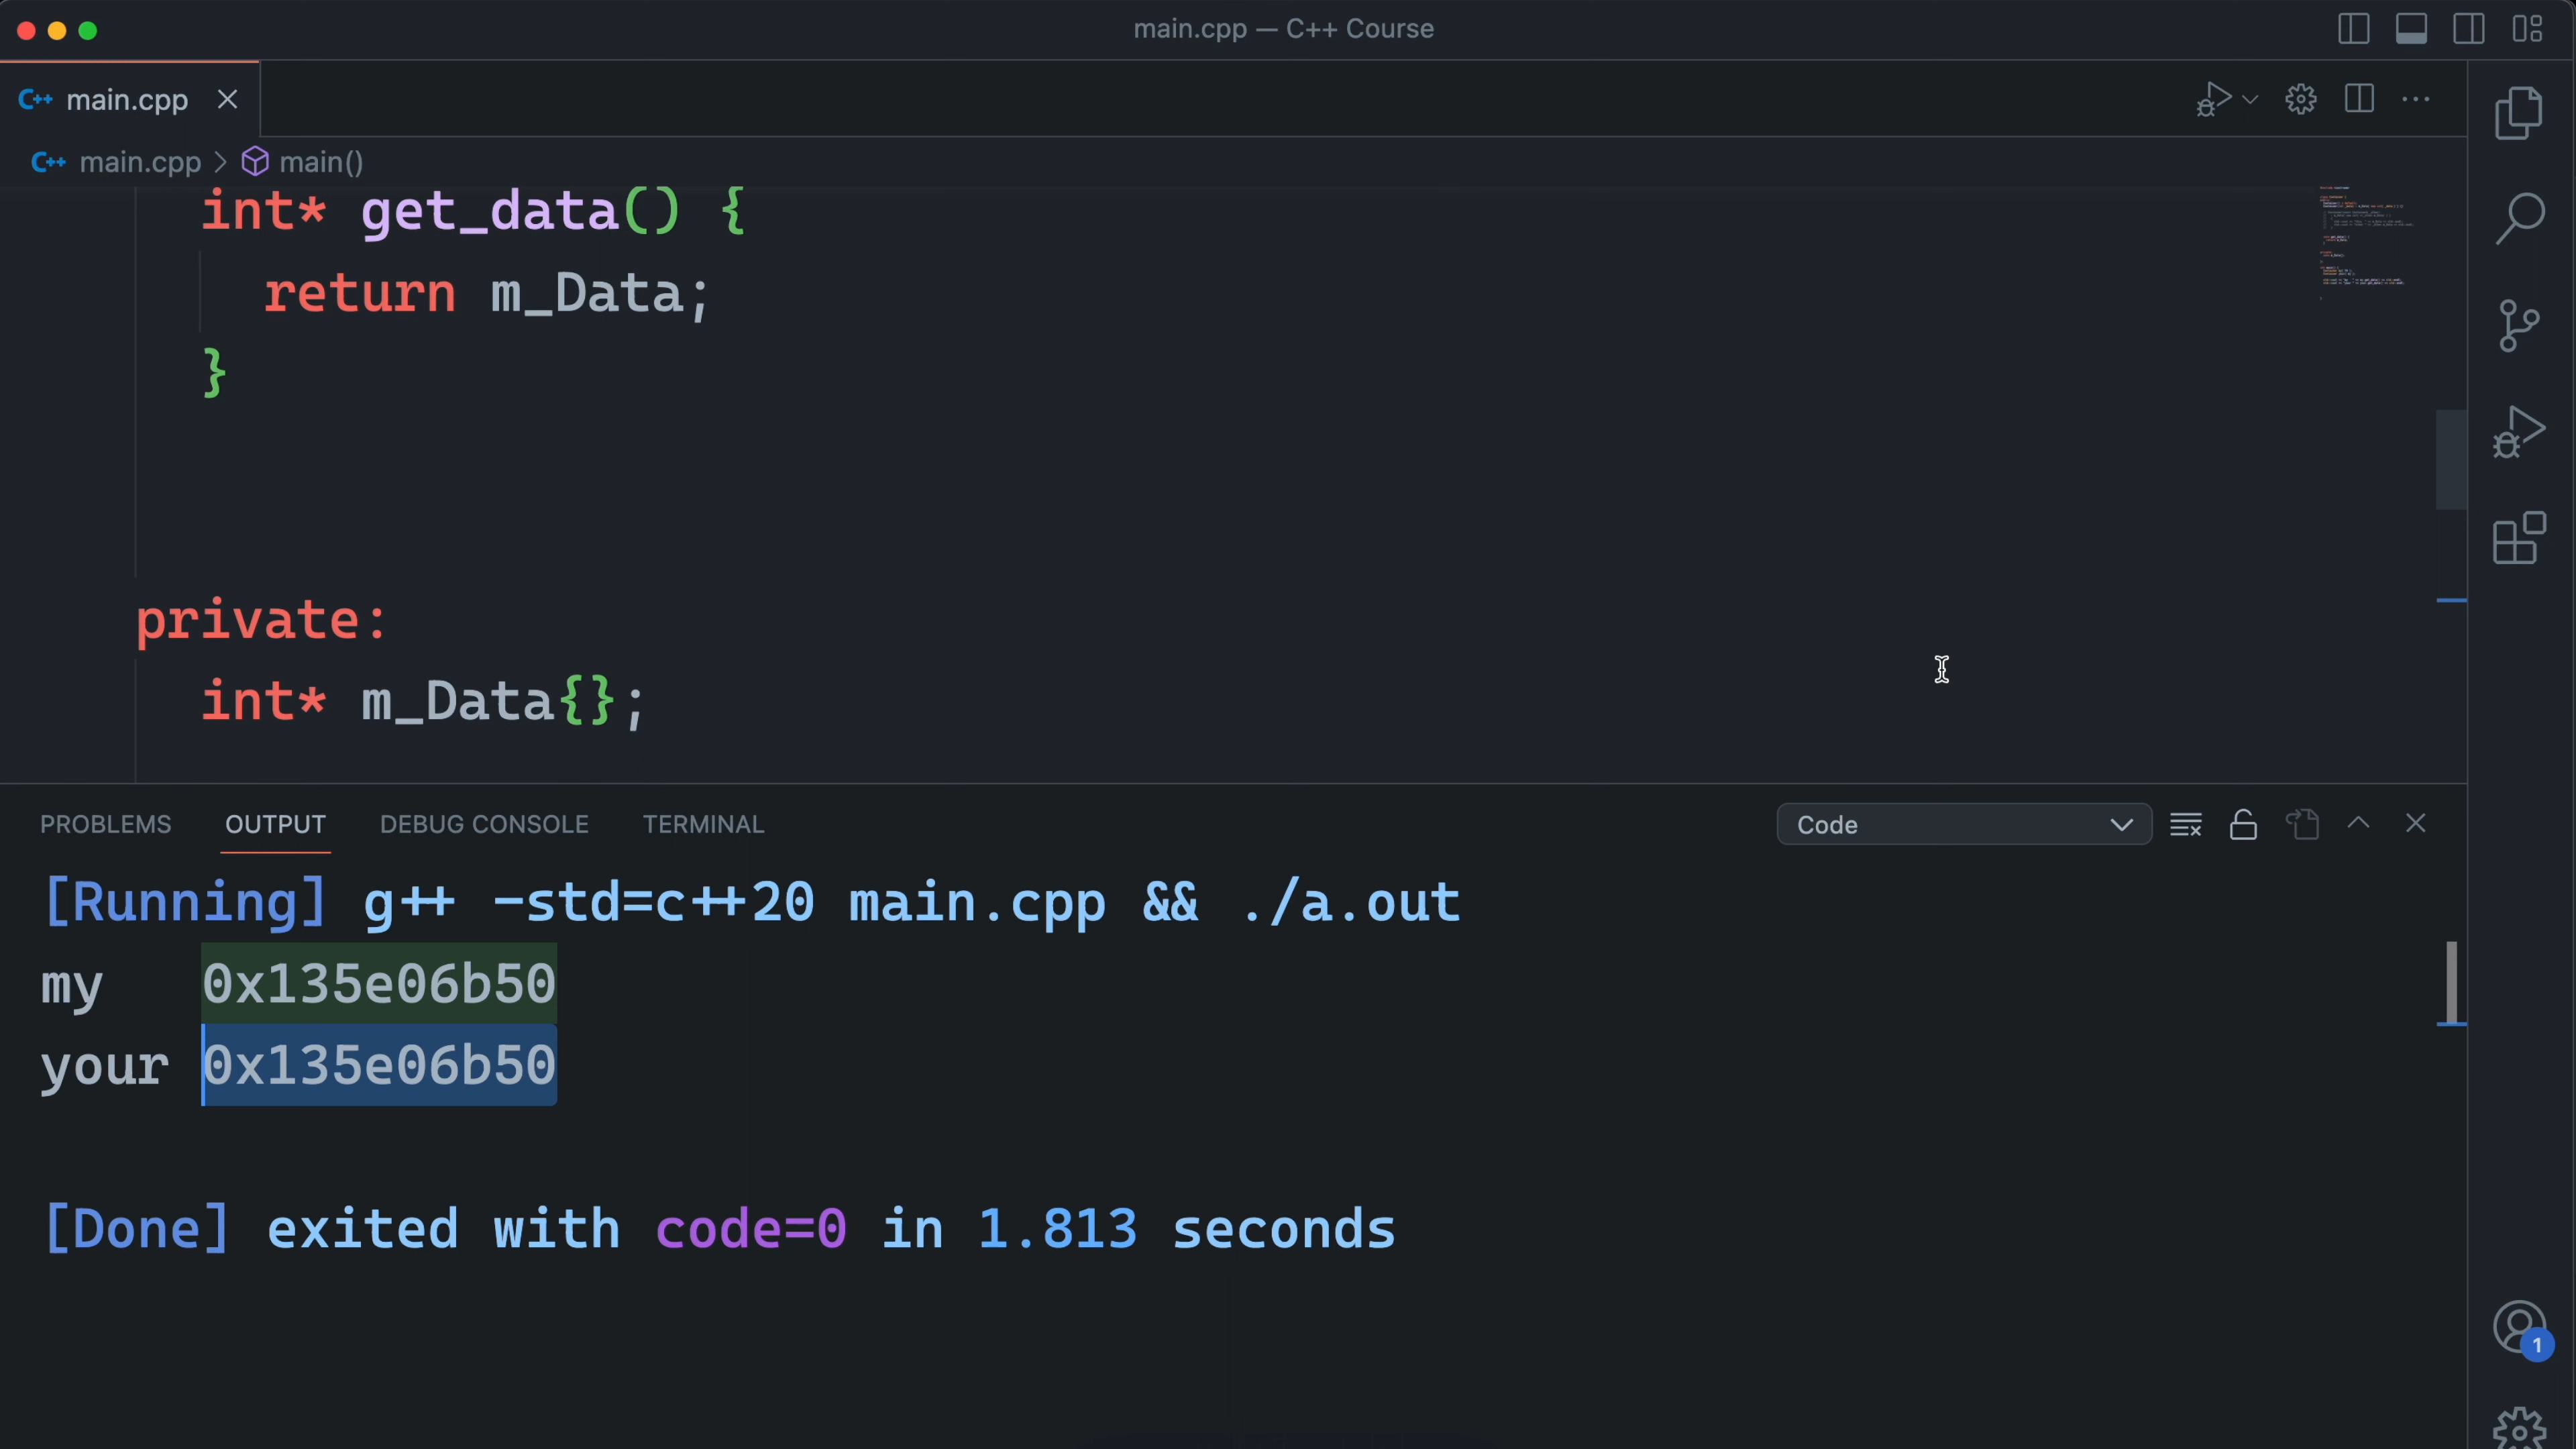 main.cpp — C++ Course
C++ main.cpp
C++ main.cpp > main()
int* get_data() {
return m_Data;
}
private:
int* m_Data{};
PROBLEMS OUTPUT DEBUG CONSOLE TERMINAL Code
[Running] g++ -std=c++20 main.cpp && ./a.out
my 0x135e06b50
your 0x135e06b50
[Done] exited with code=0 in 1.813 seconds
1